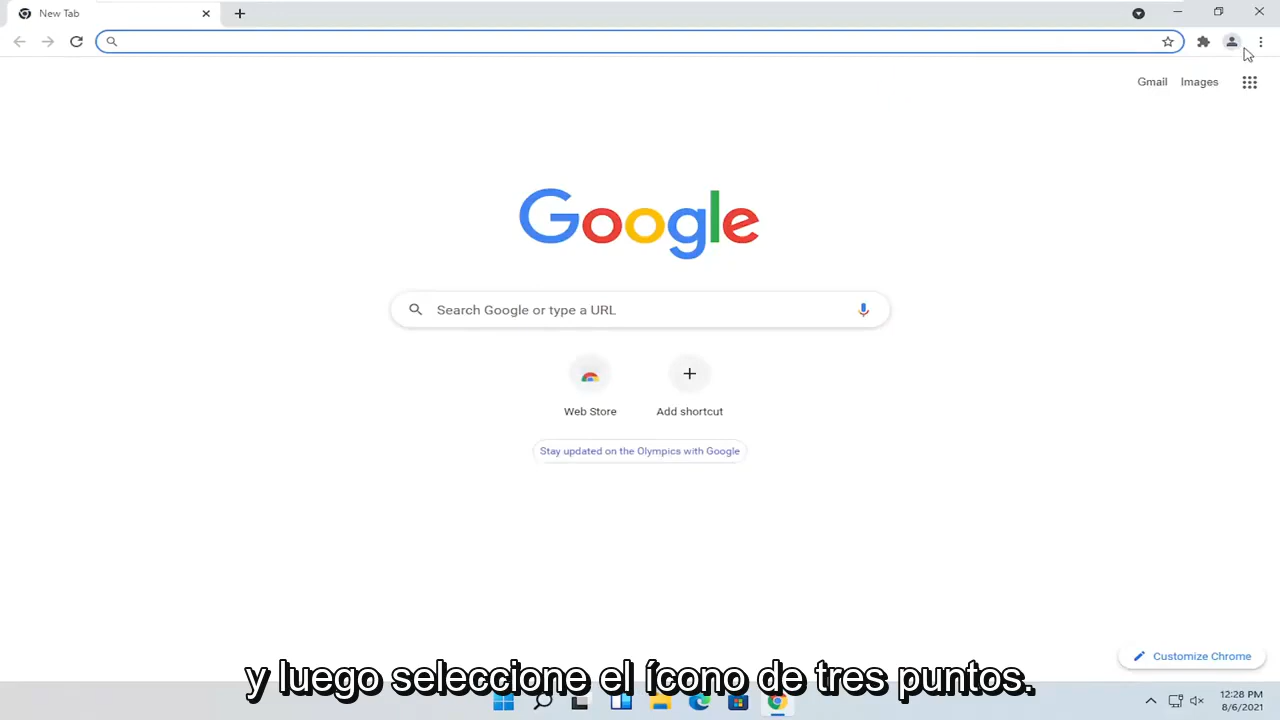 New Tab
Gmail Images
Google
Search Google or type a URL
Web Store Add shortcut
Stay updated on the Olympics with Google
Customize Chrome
y luego seleccione el ícono de tres puntos.
12:28 PM
8/6/2021